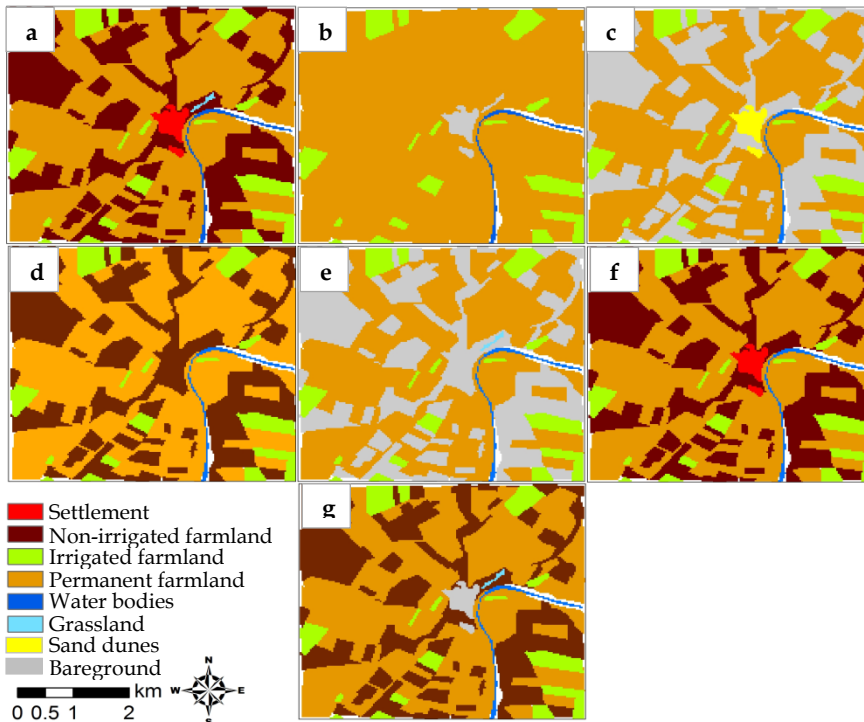 a
b
c
d
e
f
g
Settlement
Non-irrigated farmland
Irrigated farmland
Permanent farmland
Water bodies
Grassland
Sand dunes
Bareground
km
0 0.5 1 2
N
W E
S